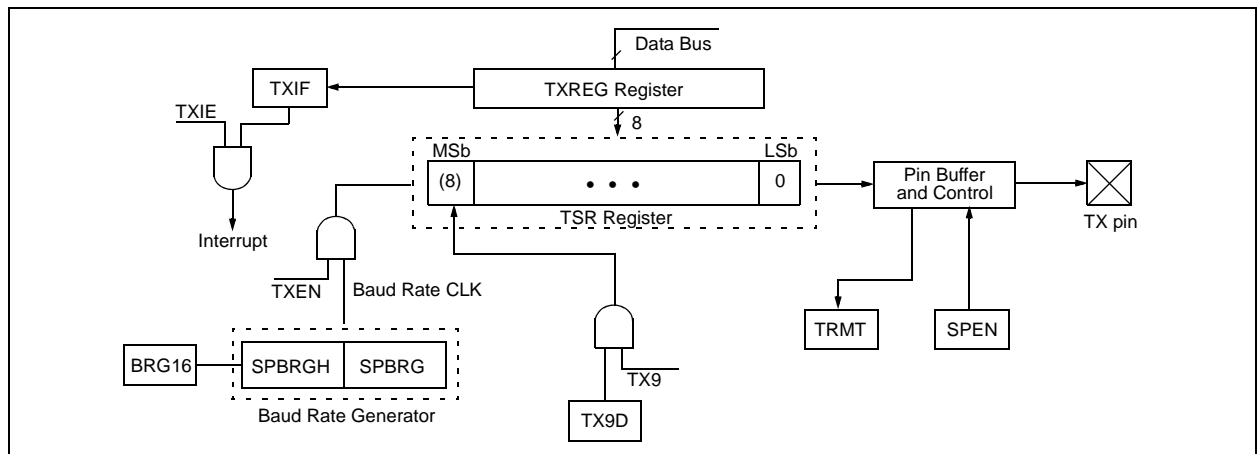 Data Bus
TXIF
TXREG Register
TXIE
8
MSb
LSb
(8)
• • •
0
Pin Buffer
and Control
TSR Register
TX pin
Interrupt
TXEN
Baud Rate CLK
TRMT
SPEN
BRG16
SPBRGH
SPBRG
TX9
Baud Rate Generator
TX9D